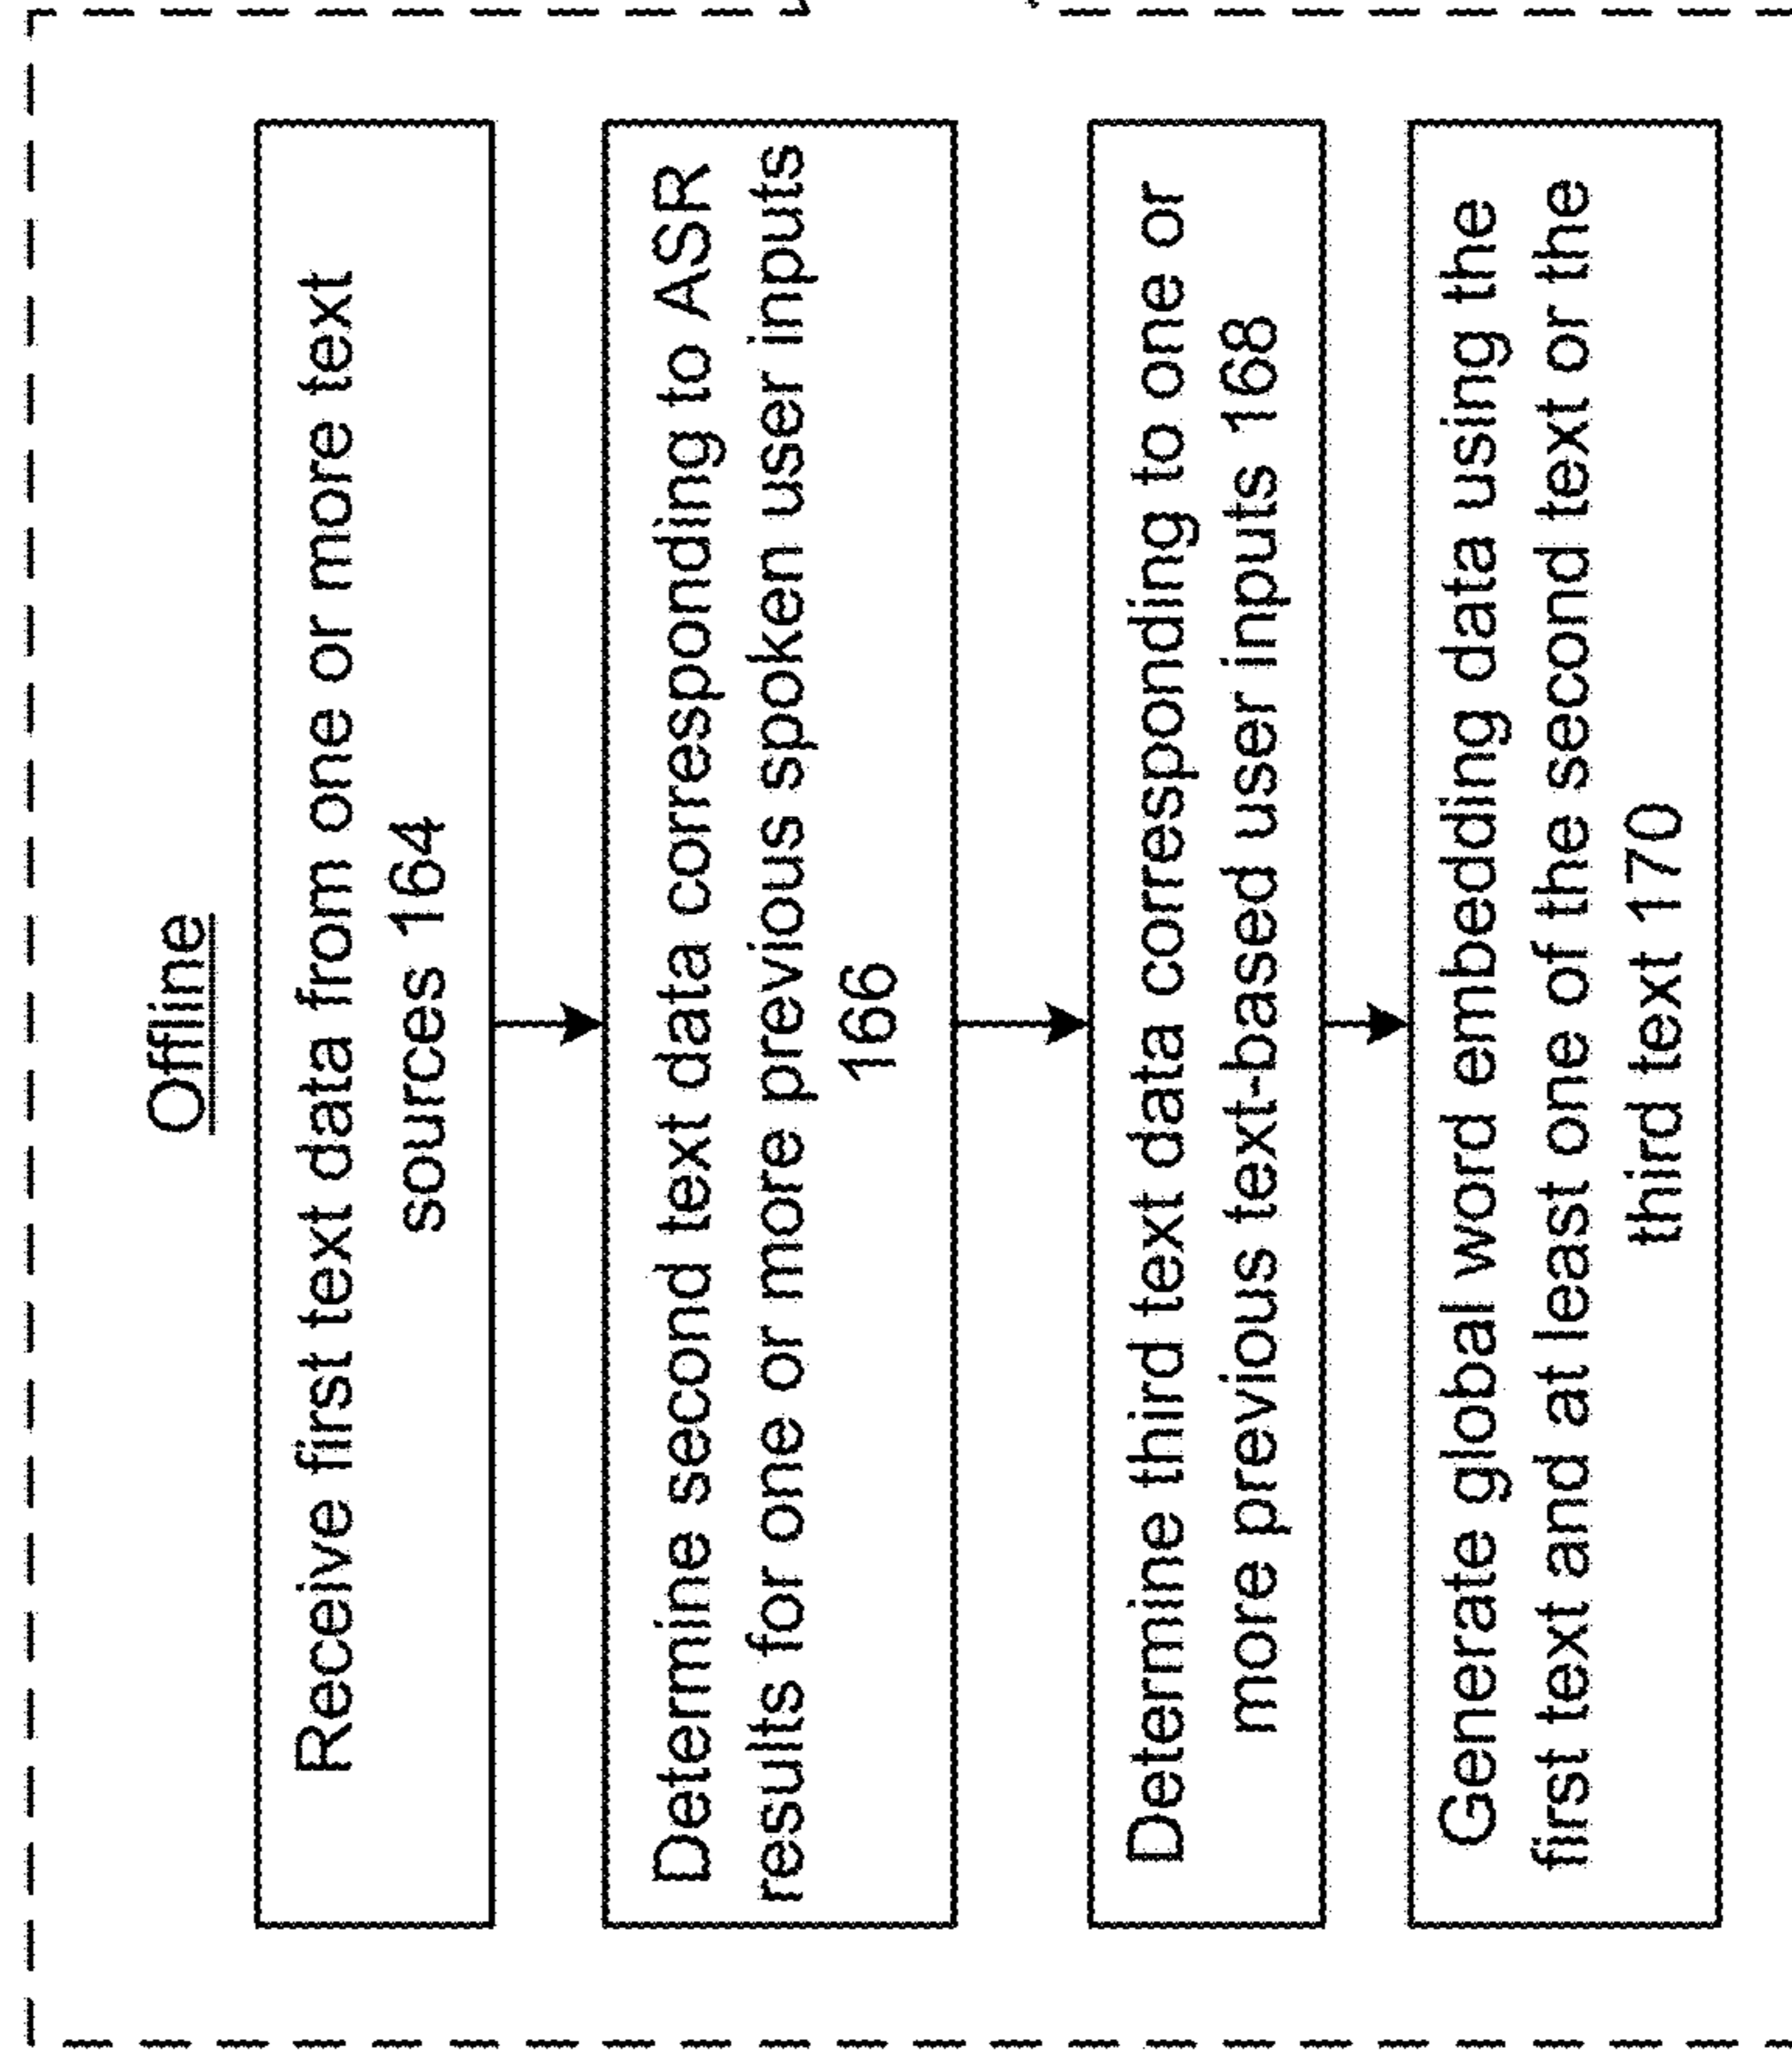 Offline
Receive first text data from one or more text
sources 164
Determine second text data corresponding to ASR
results for one or more previous spoken user inputs
166
Determine third text data corresponding to one or
more previous text-based user inputs 168
Generate global word embedding data using the
first text and at least one of the second text or the
third text 170